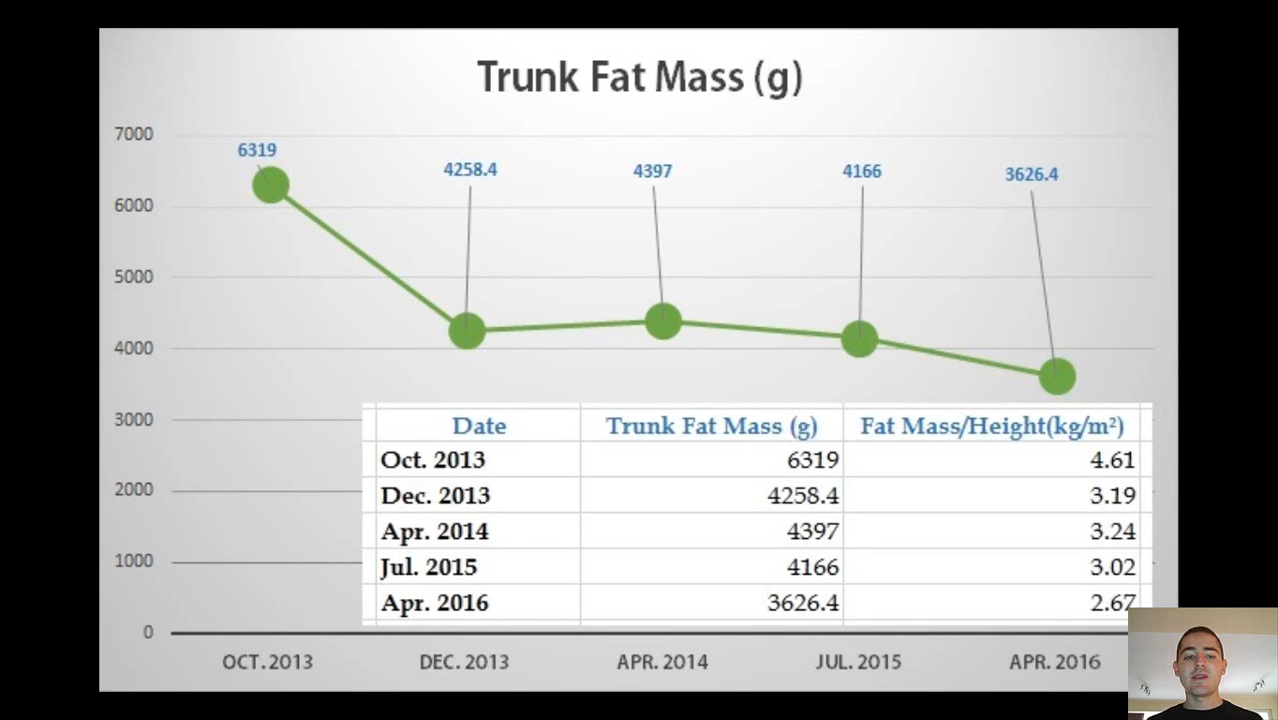 Trunk Fat Mass (g)
7000
6000
5000
4000
3000
2000
1000
0
6319
4258.4
4397
4166
3626.4
Date Trunk Fat Mass (g) Fat Mass/Height(kg/m²)
Oct. 2013 6319 4.61
Dec. 2013 4258.4 3.19
Apr. 2014 4397 3.24
Jul. 2015 4166 3.02
Apr. 2016 3626.4 2.67
OCT. 2013 DEC. 2013 APR. 2014 JUL. 2015 APR. 2016